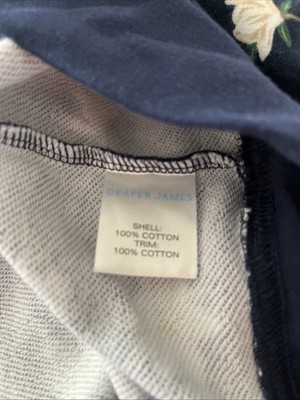 DRAPER JAMES
SHELL:
100% COTTON
TRIM:
100% COTTON